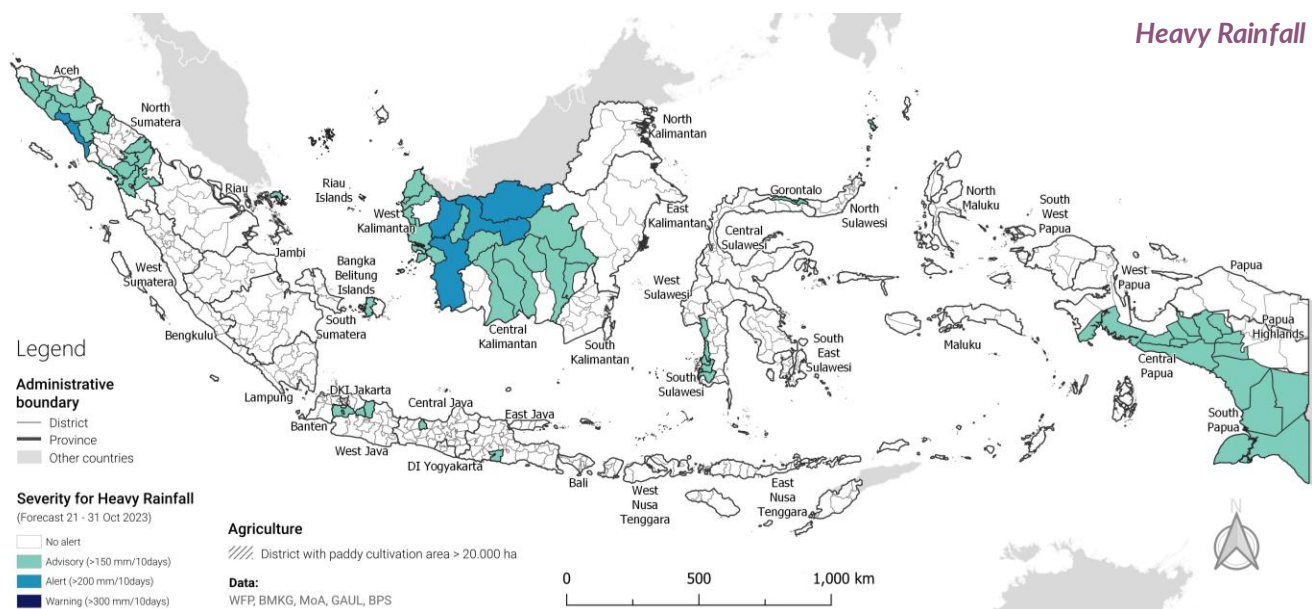 Heavy Rainfall
Aceh
North
Sumatera
Riau
Riau
Islands
West
Kalimantan
North
Kalimantan
East
Kalimantan
Gorontalo
North
Sulawesi
North
Maluku
South
West
Papua
Central
Sulawesi
West
Papua
Papua
Papua
Highlands
Jambi
Bangka
Belitung
Islands
West
Sumatera
South
Sumatera
Bengkulu
Central
Kalimantan
South
Kalimantan
West
Sulawesi
South
East
Sulawesi
South
Sulawesi
Maluku
Central
Papua
South
Papua
Lampung
DKI Jakarta
Banten
Central Java
West Java
East Java
DI Yogyakarta
Bali
West
Nusa
Tenggara
East
Nusa
Tenggara
Legend
Administrative
boundary
District
Province
Other countries
Severity for Heavy Rainfall
(Forecast 21 - 31 Oct 2023)
No alert
Advisory (>150 mm/10days)
Alert (>200 mm/10days)
Warning (>300 mm/10days)
Agriculture
District with paddy cultivation area > 20.000 ha
Data:
WFP, BMKG, MoA, GAUL, BPS
0 500 1,000 km
N